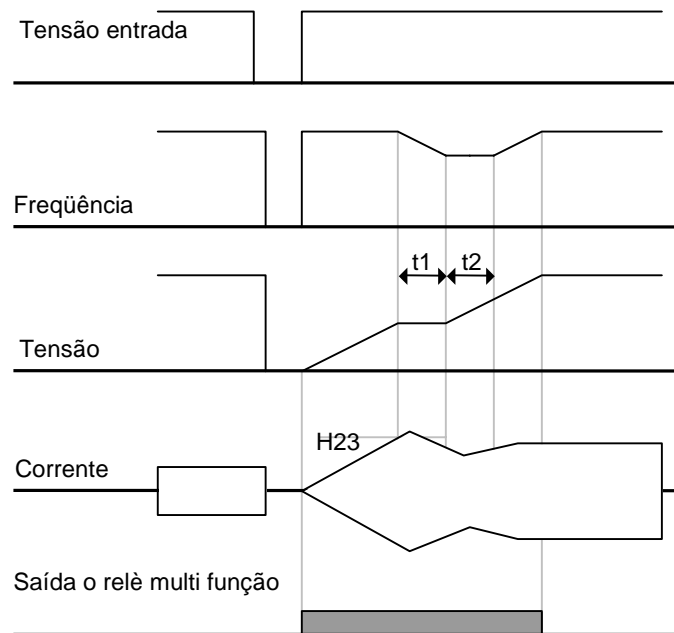 Tensão entrada
Freqüência
t1 t2
Tensão
H23
Corrente
Saída o relè multi função